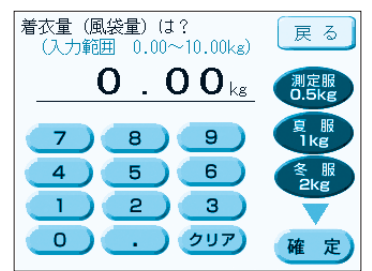 着衣量（風袋量）は？
（入力範囲　0.00～10.00kg）
戻 る
0.00kg
測定服
0.5kg
7 8 9
夏 服
1kg
4 5 6
冬 服
2kg
1 2 3
0 . クリア
確 定